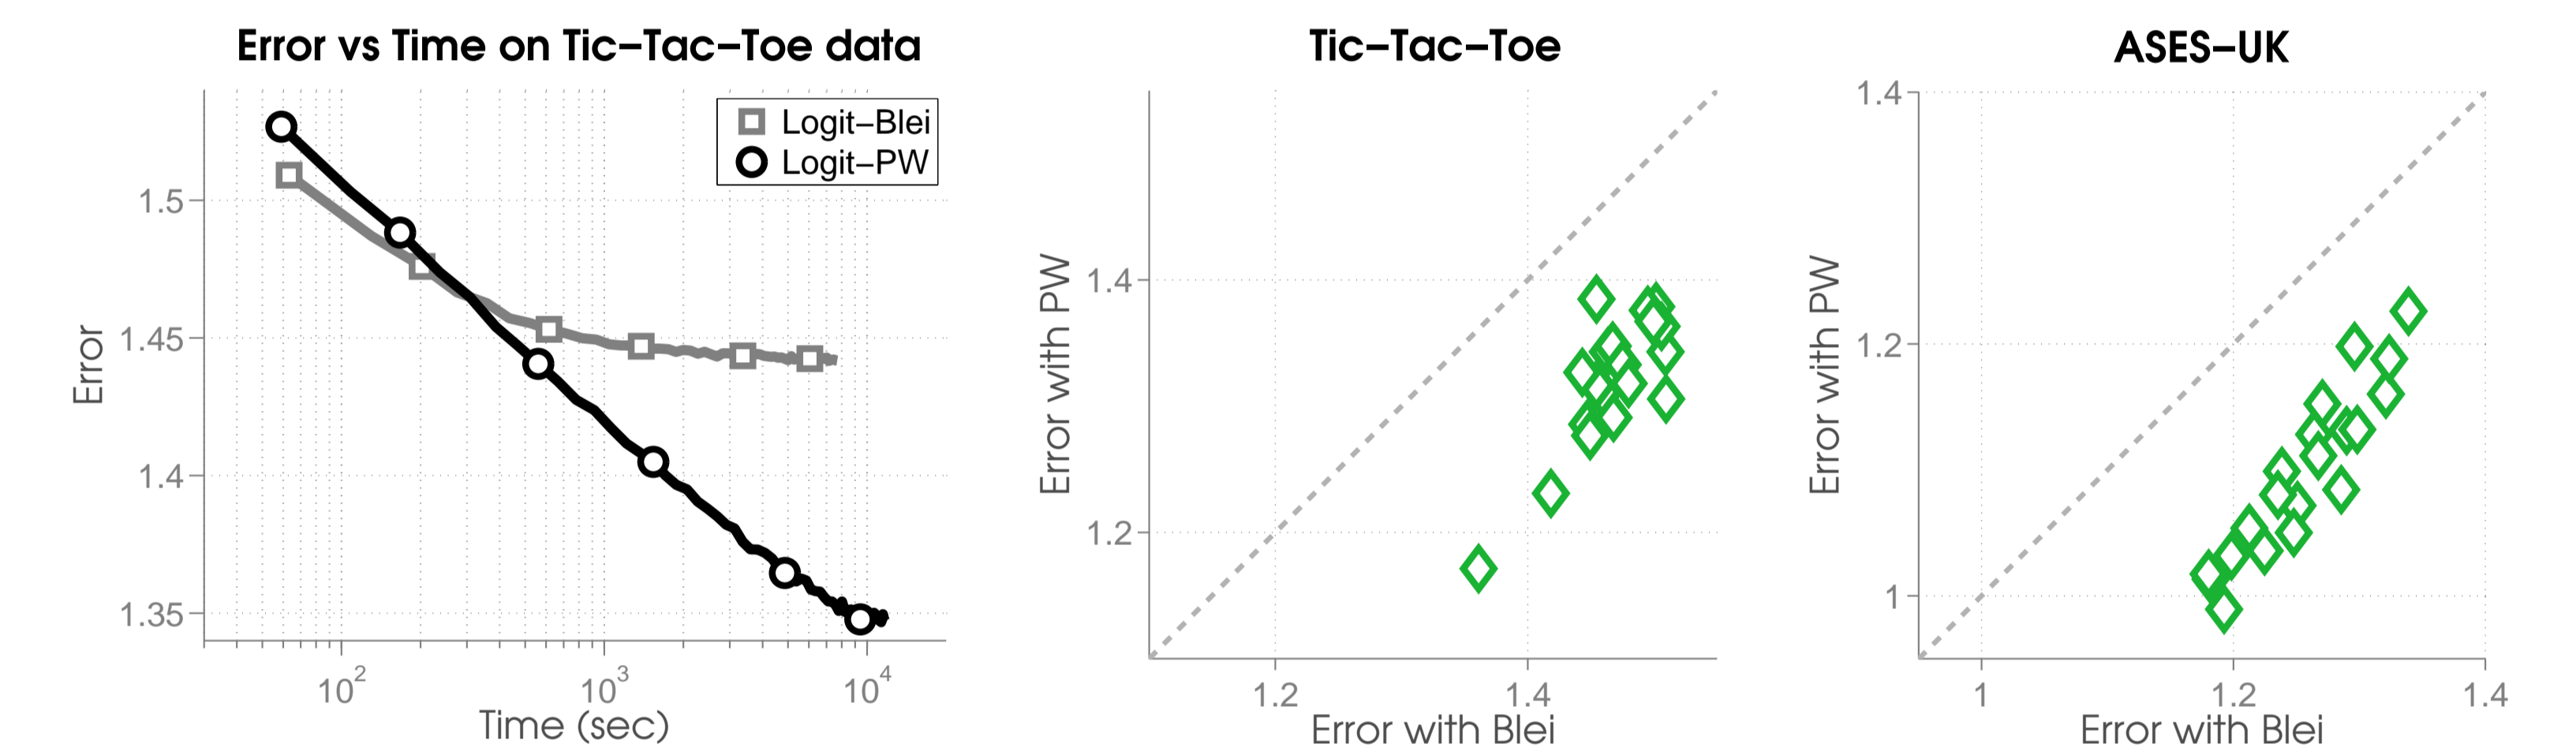 Error vs Time on Tic–Tac–Toe data
Logit–Blei
Logit–PW
1.5
1.45
1.4
1.35
Error
10^2
10^3
10^4
Time (sec)
Tic–Tac–Toe
1.4
1.2
Error with PW
1.2
1.4
Error with Blei
ASES–UK
1.4
1.2
1
Error with PW
1
1.2
1.4
Error with Blei